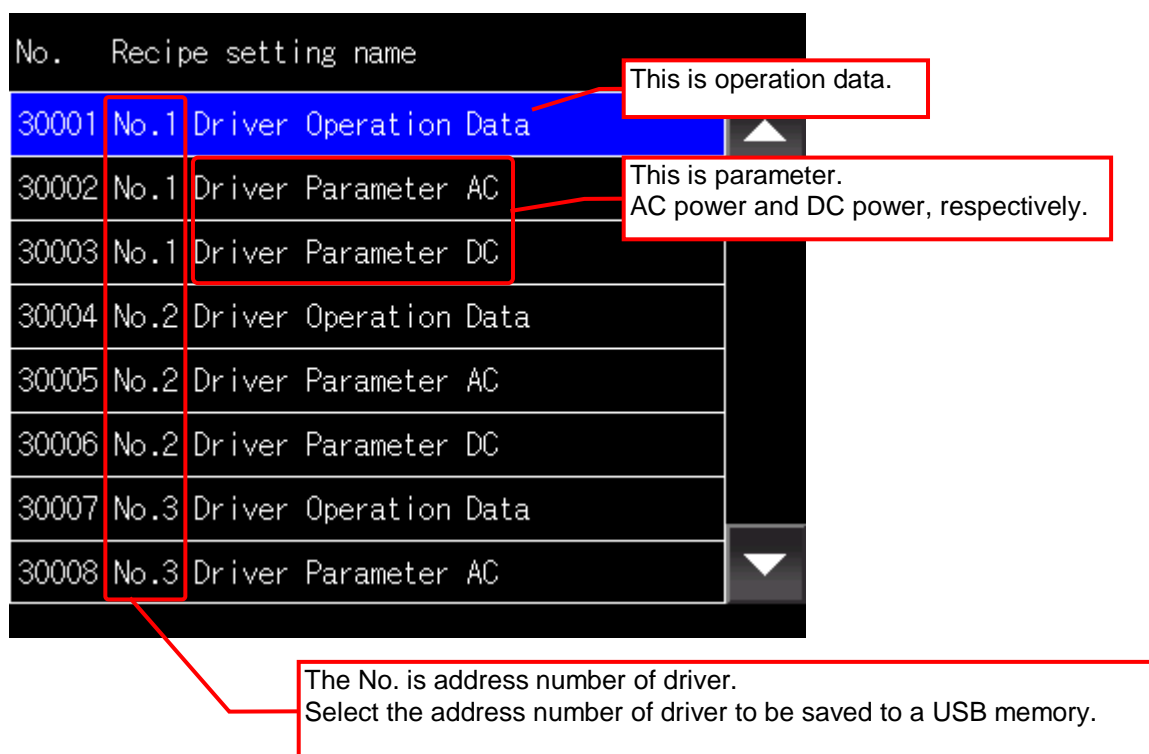 No. Recipe setting name
This is operation data.
30001 No.1 Driver Operation Data
30002 No.1 Driver Parameter AC
This is parameter.
AC power and DC power, respectively.
30003 No.1 Driver Parameter DC
30004 No.2 Driver Operation Data
30005 No.2 Driver Parameter AC
30006 No.2 Driver Parameter DC
30007 No.3 Driver Operation Data
30008 No.3 Driver Parameter AC
The No. is address number of driver.
Select the address number of driver to be saved to a USB memory.